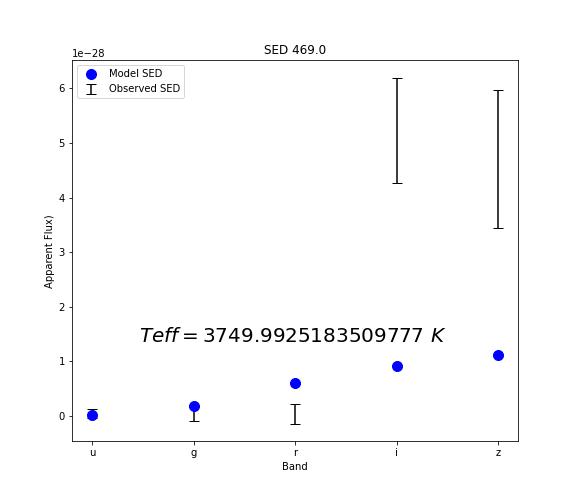 SED 469.0
1e−28
Model SED
Observed SED
6
5
4
3
2
1
0
Apparent Flux)
Teff = 3749.9925183509777 K
u g r i z
Band